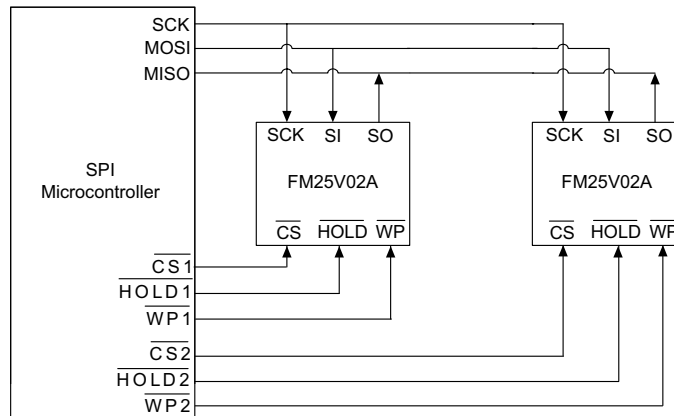 SCK
MOSI
MISO
SPI
Microcontroller
SCK SI SO
FM25V02A
CS HOLD WP
SCK SI SO
FM25V02A
CS HOLD WP
CS1
HOLD1
WP1
CS2
HOLD2
WP2